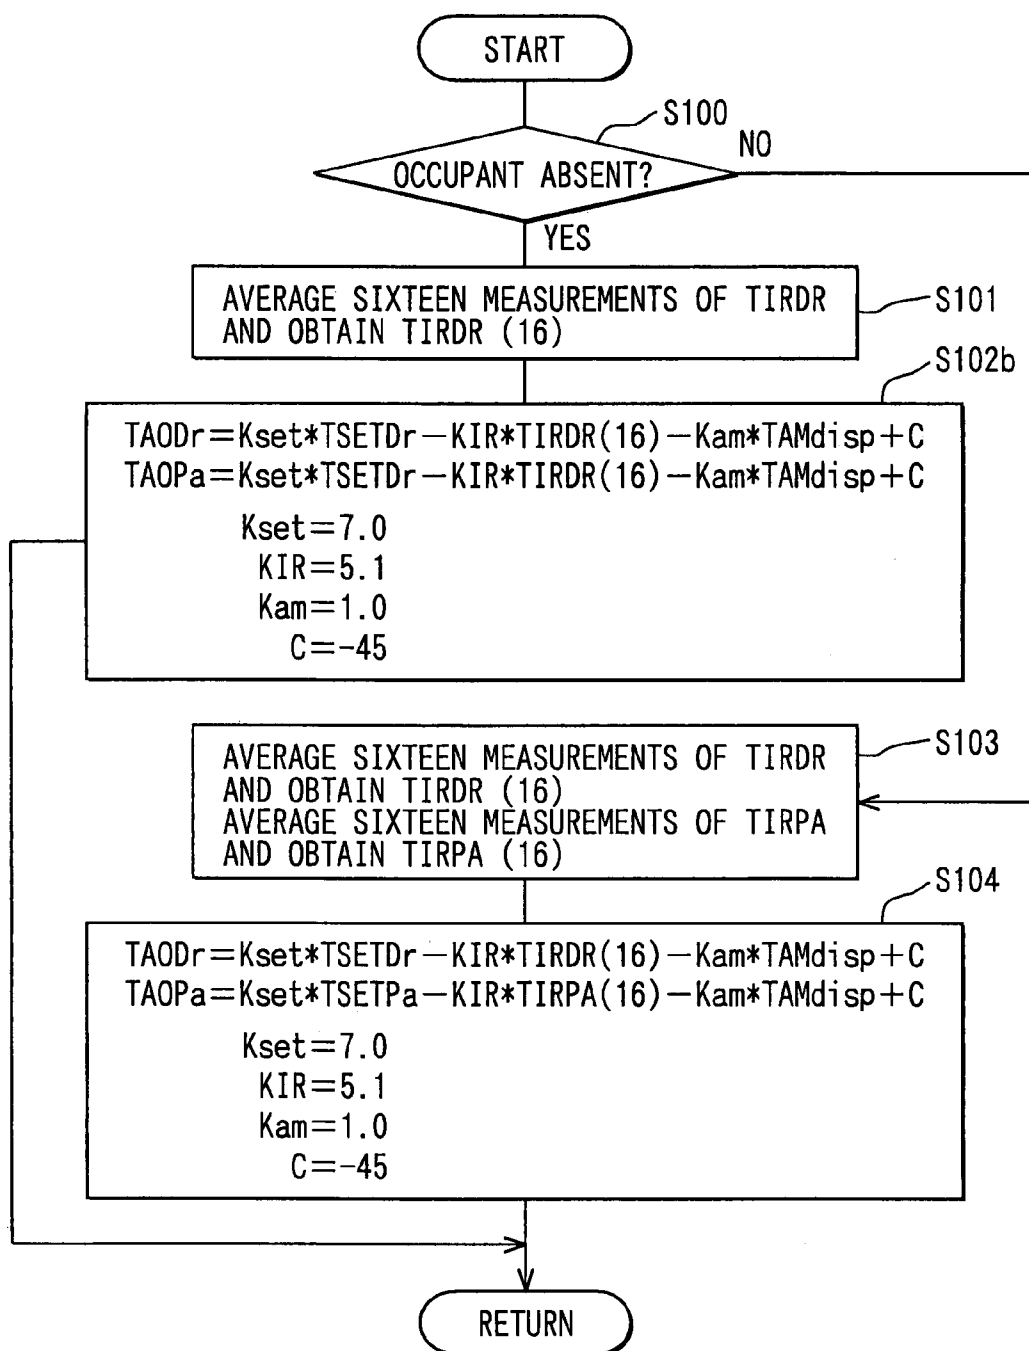 START
S100
OCCUPANT ABSENT?
NO
YES
AVERAGE SIXTEEN MEASUREMENTS OF TIRDR
AND OBTAIN TIRDR (16)
S101
S102b
TAODr=Kset*TSETDr−KIR*TIRDR(16)−Kam*TAMdisp+C
TAOPa=Kset*TSETDr−KIR*TIRDR(16)−Kam*TAMdisp+C
Kset=7.0
KIR=5.1
Kam=1.0
C=-45
S103
AVERAGE SIXTEEN MEASUREMENTS OF TIRDR
AND OBTAIN TIRDR (16)
AVERAGE SIXTEEN MEASUREMENTS OF TIRPA
AND OBTAIN TIRPA (16)
S104
TAODr=Kset*TSETDr−KIR*TIRDR(16)−Kam*TAMdisp+C
TAOPa=Kset*TSETPa−KIR*TIRPA(16)−Kam*TAMdisp+C
Kset=7.0
KIR=5.1
Kam=1.0
C=-45
RETURN